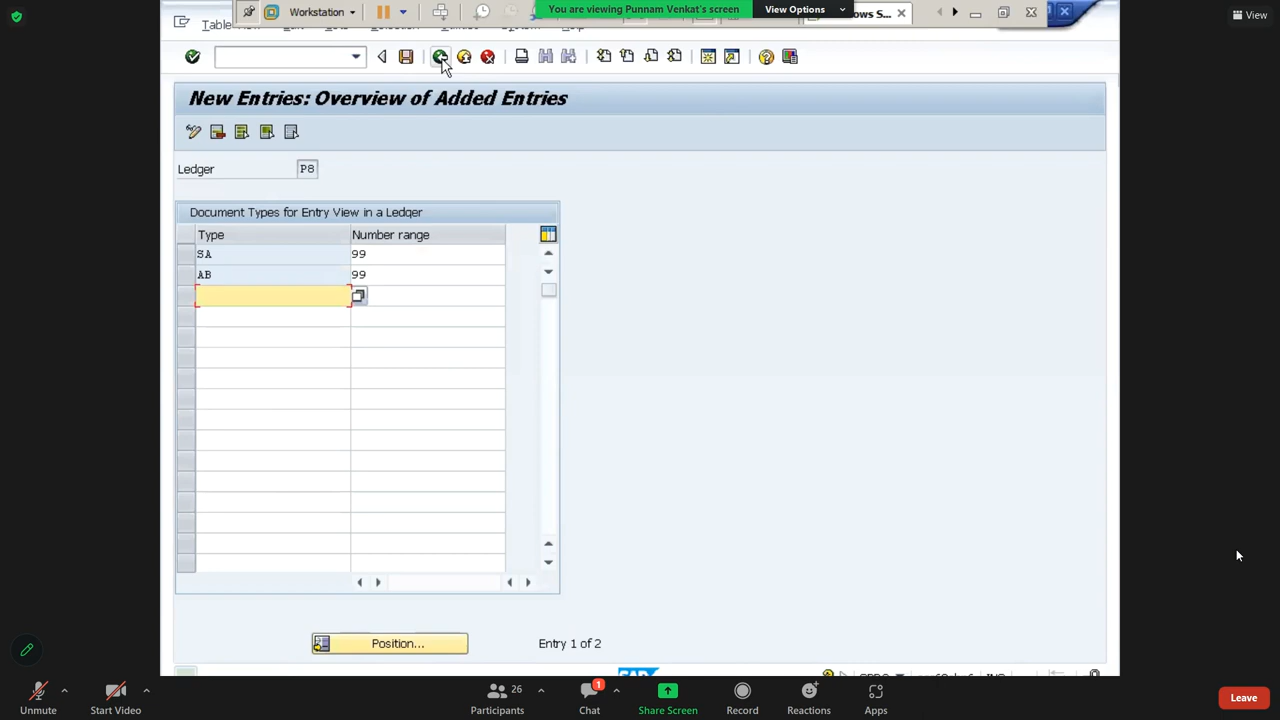 Workstation
You are viewing Punnam Venkat's screen
View Options
View
New Entries: Overview of Added Entries
Ledger P8
Document Types for Entry View in a Ledger
Type Number range
SA 99
AB 99
Position... Entry 1 of 2
SAP
Unmute
Start Video
26
Participants
1
Chat
Share Screen
Record
Reactions
Apps
Leave